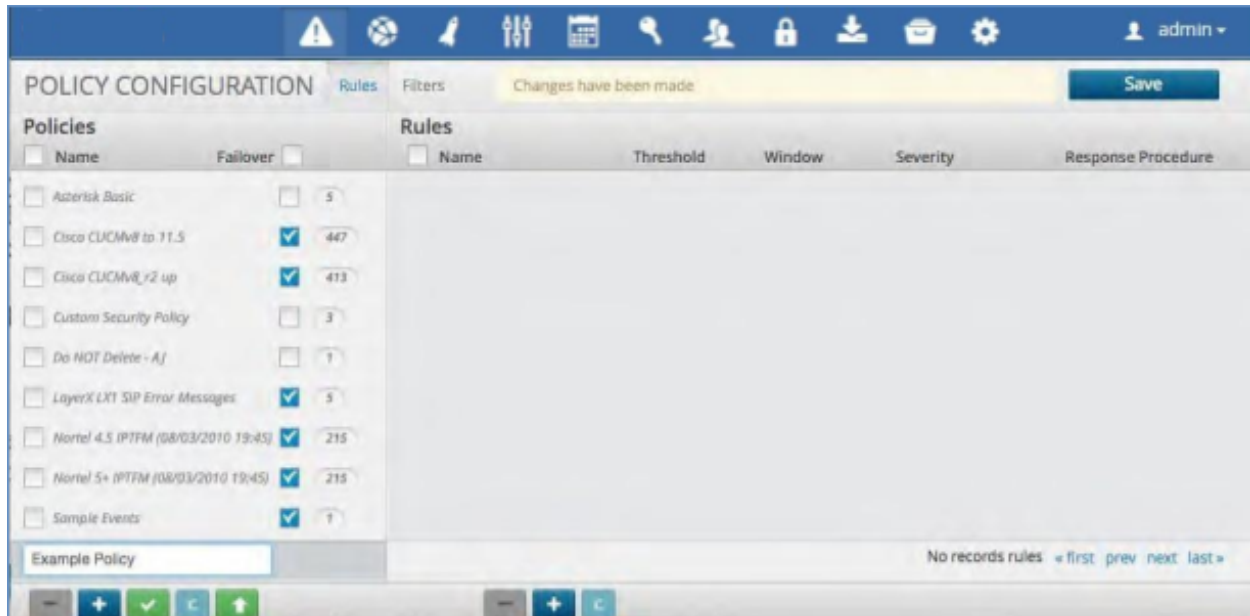 admin
POLICY CONFIGURATION Rules Filters Changes have been made Save
Policies Rules
Name Failover Name Threshold Window Severity Response Procedure
Asterisk Basic 5
Cisco CUCMv8 to 11.5 447
Cisco CUCMv8_r2 up 413
Custom Security Policy 3
Do NOT Delete - AJ 1
LayerX LX1 SIP Error Messages 5
Nortel 4.5 IPTFM (08/03/2010 19:45) 215
Nortel 5+ IPTFM (08/03/2010 19:45) 215
Sample Events 1
Example Policy No records rules «first prev next last»
C C